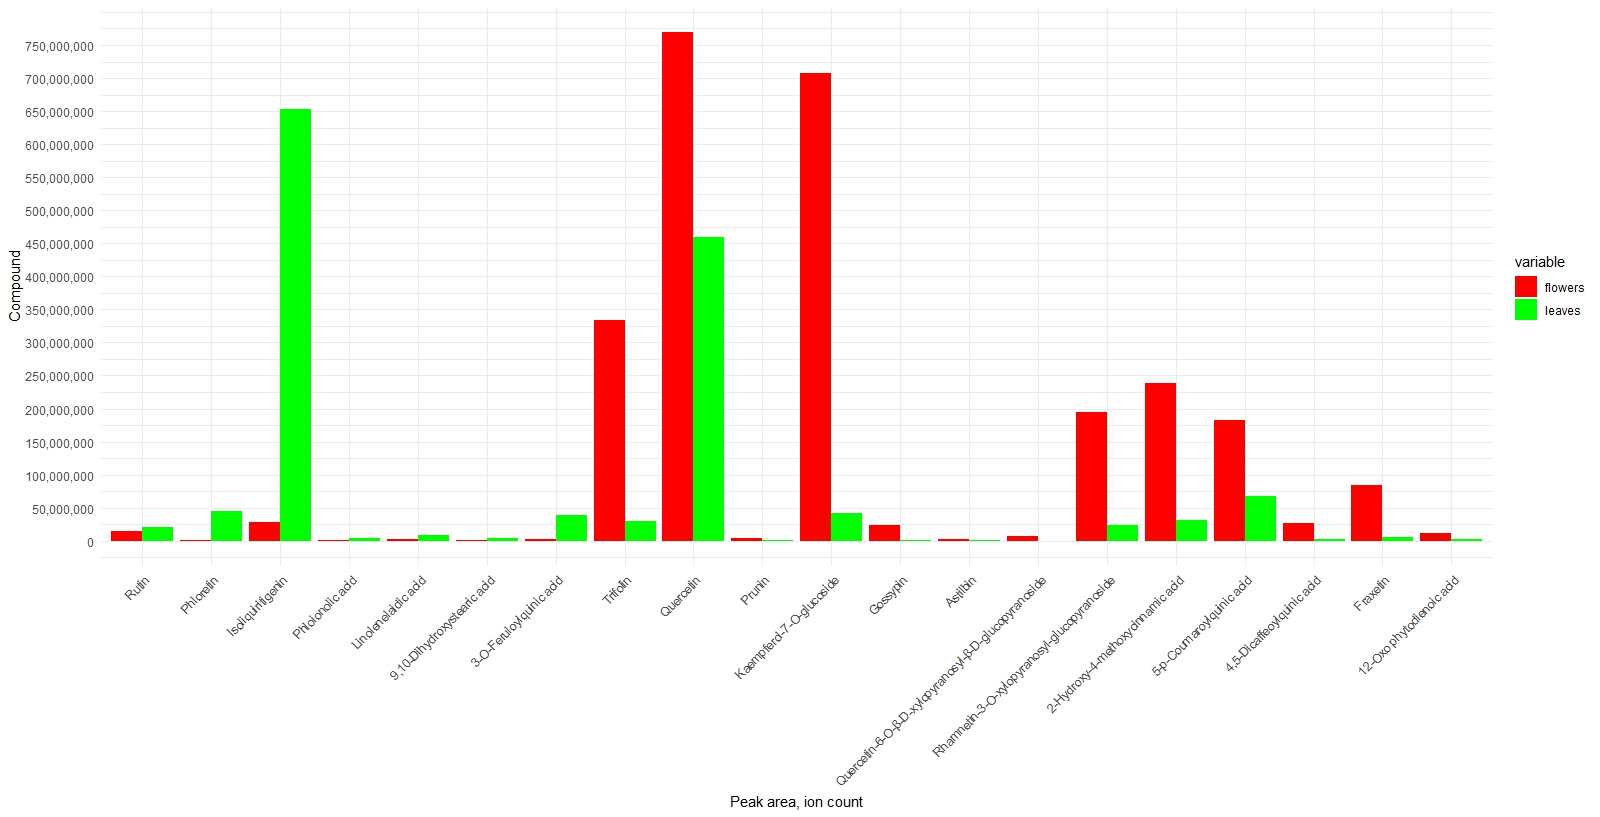 750,000,000
700,000,000
650,000,000
600,000,000
550,000,000
500,000,000
450,000,000
400,000,000
350,000,000
300,000,000
250,000,000
200,000,000
150,000,000
100,000,000
50,000,000
0
Compound
Rutin
Phloretin
Isoliquiritigenin
Phloionolic acid
Linolenelaidic acid
9,10-Dihydroxystearic acid
3-O-Feruloylquinic acid
Trifolin
Quercetin
Prunin
Kaempferol-7-O-glucoside
Gossypin
Astilbin
Quercetin-6-O-β-D-xylopyranosyl-β-D-glucopyranoside
Rhamnetin-3-O-xylopyranosyl-glucopyranoside
2-Hydroxy-4-methoxycinnamic acid
5-p-Coumaroylquinic acid
4,5-Dicaffeoylquinic acid
Fraxetin
12-Oxo phytodienoic acid
Peak area, ion count
variable
flowers
leaves